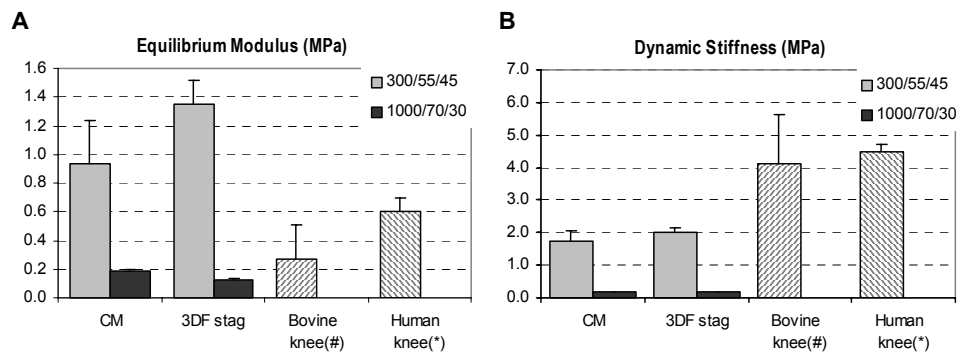 A
Equilibrium Modulus (MPa)
1.6
1.4
1.2
1.0
0.8
0.6
0.4
0.2
0.0
300/55/45
1000/70/30
CM
3DF stag
Bovine
knee(#)
Human
knee(*)
B
Dynamic Stiffness (MPa)
7.0
6.0
5.0
4.0
3.0
2.0
1.0
0.0
300/55/45
1000/70/30
CM
3DF stag
Bovine
knee(#)
Human
knee(*)